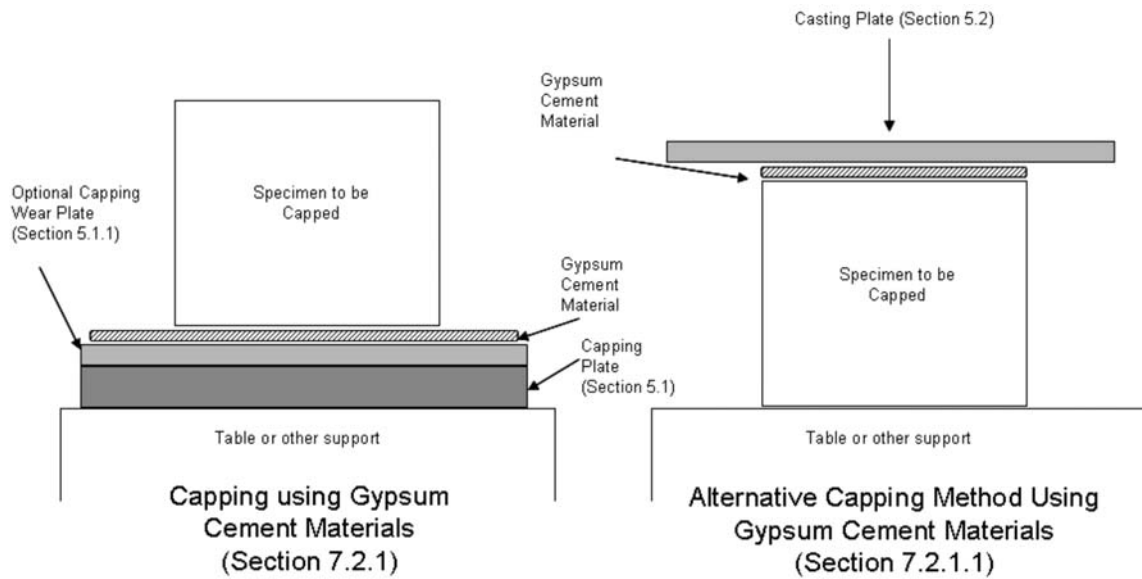 Optional Capping
Wear Plate
(Section 5.1.1)
Specimen to be
Capped
Gypsum
Cement
Material
Capping
Plate
(Section 5.1)
Table or other support
Capping using Gypsum
Cement Materials
(Section 7.2.1)
Casting Plate (Section 5.2)
Gypsum
Cement
Material
Specimen to be
Capped
Table or other support
Alternative Capping Method Using
Gypsum Cement Materials
(Section 7.2.1.1)